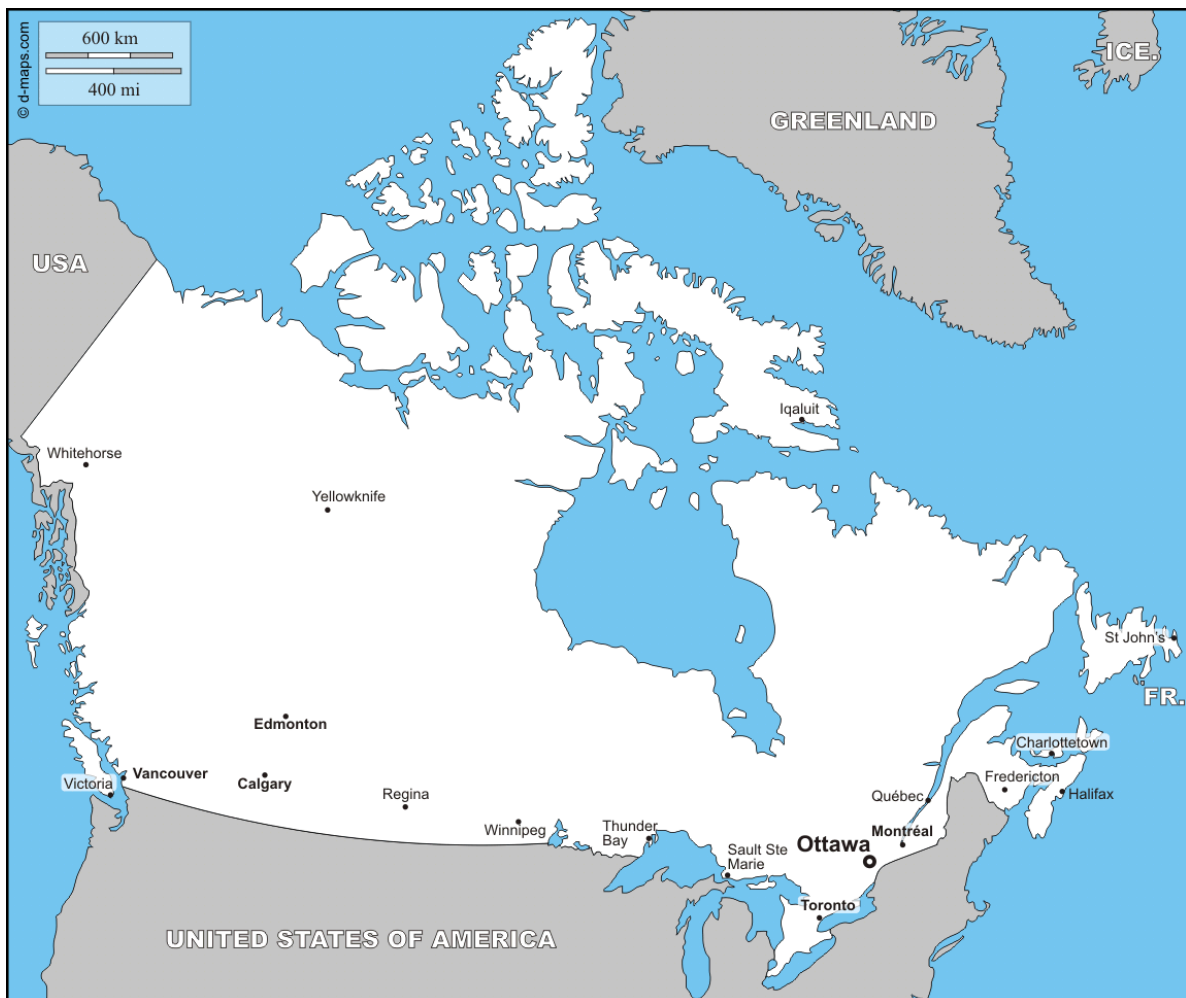 600 km
400 mi
© d-maps.com
ICE.
GREENLAND
USA
Iqaluit
Whitehorse
Yellowknife
St John's
FR.
Edmonton
Charlottetown
Vancouver
Victoria
Calgary
Fredericton
Regina
Québec
Halifax
Winnipeg
Thunder
Bay
Montréal
Ottawa
Sault Ste
Marie
Toronto
UNITED STATES OF AMERICA